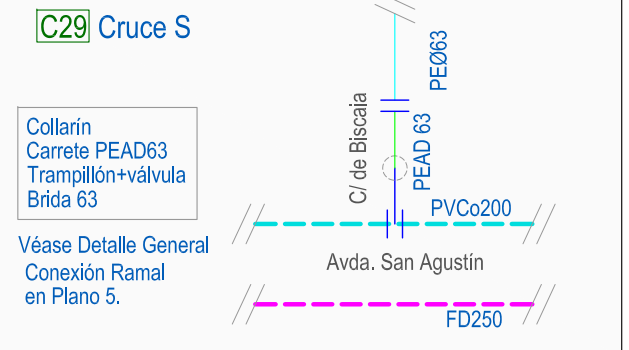 C29 Cruce S
Collarín
Carrete PEAD63
Trampillón+válvula
Brida 63
Véase Detalle General
Conexión Ramal
en Plano 5.
PEØ63
C/ de Biscaia
PEAD 63
PVCo200
Avda. San Agustín
FD250